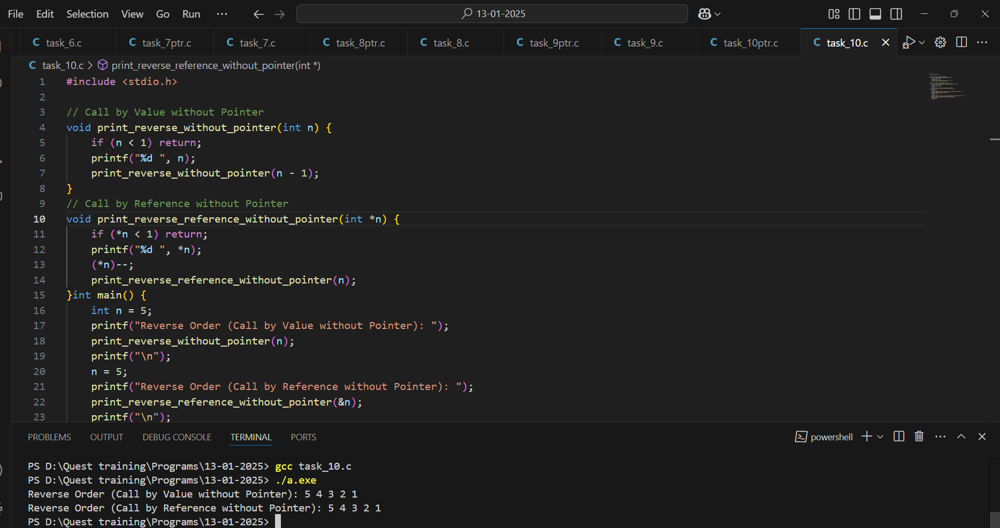 File Edit Selection View Go Run ··· 13-01-2025
C task_6.c C task_7ptr.c C task_7.c C task_8ptr.c C task_8.c C task_9ptr.c C task_9.c C task_10ptr.c C task_10.c
C task_10.c > print_reverse_reference_without_pointer(int *)
1 #include <stdio.h>
2
3 // Call by Value without Pointer
4 void print_reverse_without_pointer(int n) {
5     if (n < 1) return;
6     printf("%d ", n);
7     print_reverse_without_pointer(n - 1);
8 }
9 // Call by Reference without Pointer
10 void print_reverse_reference_without_pointer(int *n) {
11     if (*n < 1) return;
12     printf("%d ", *n);
13     (*n)--;
14     print_reverse_reference_without_pointer(n);
15 }int main() {
16     int n = 5;
17     printf("Reverse Order (Call by Value without Pointer): ");
18     print_reverse_without_pointer(n);
19     printf("\n");
20     n = 5;
21     printf("Reverse Order (Call by Reference without Pointer): ");
22     print_reverse_reference_without_pointer(&n);
23     printf("\n");
PROBLEMS OUTPUT DEBUG CONSOLE TERMINAL PORTS powershell
PS D:\Quest training\Programs\13-01-2025> gcc task_10.c
PS D:\Quest training\Programs\13-01-2025> ./a.exe
Reverse Order (Call by Value without Pointer): 5 4 3 2 1
Reverse Order (Call by Reference without Pointer): 5 4 3 2 1
PS D:\Quest training\Programs\13-01-2025>